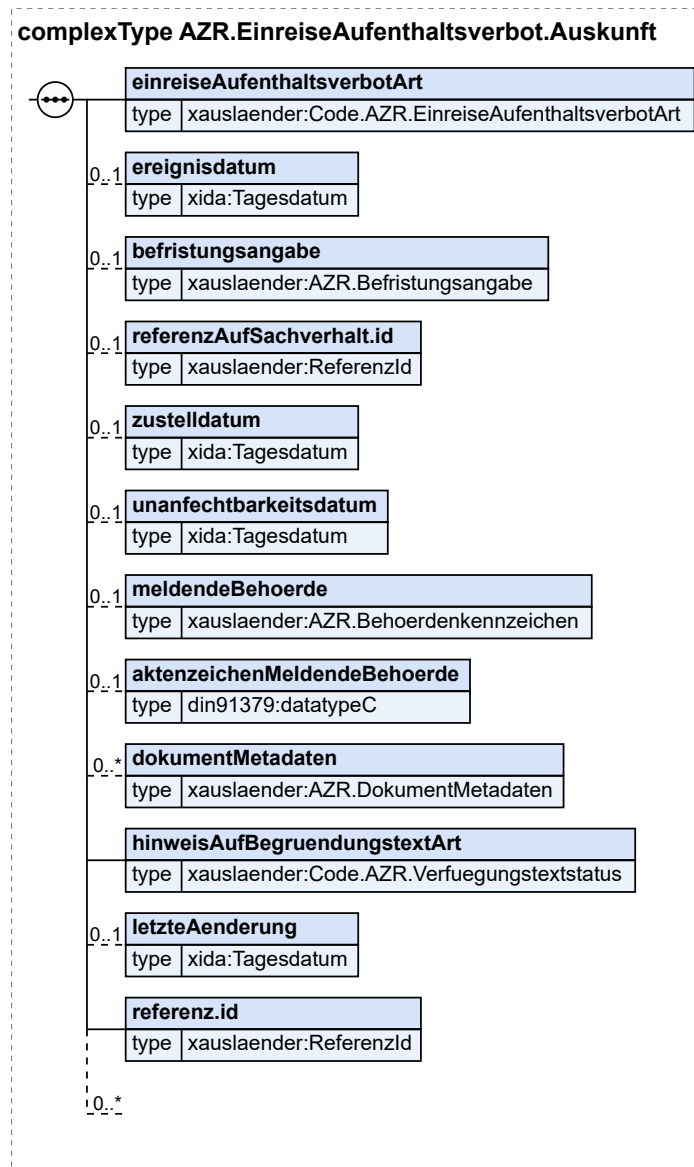 complexType AZR.EinreiseAufenthaltsverbot.Auskunft
einreiseAufenthaltsverbotArt
type xauslaender:Code.AZR.EinreiseAufenthaltsverbotArt
0..1 ereignisdatum
type xida:Tagesdatum
0..1 befristungsangabe
type xauslaender:AZR.Befristungsangabe
0..1 referenzAufSachverhalt.id
type xauslaender:ReferenzId
0..1 zustelldatum
type xida:Tagesdatum
0..1 unanfechtbarkeitsdatum
type xida:Tagesdatum
0..1 meldendeBehoerde
type xauslaender:AZR.Behoerdenkennzeichen
0..1 aktenzeichenMeldendeBehoerde
type din91379:datatypeC
0..* dokumentMetadaten
type xauslaender:AZR.DokumentMetadaten
hinweisAufBegruendungstextArt
type xauslaender:Code.AZR.Verfuegungstextstatus
0..1 letzteAenderung
type xida:Tagesdatum
referenz.id
type xauslaender:ReferenzId
0..*